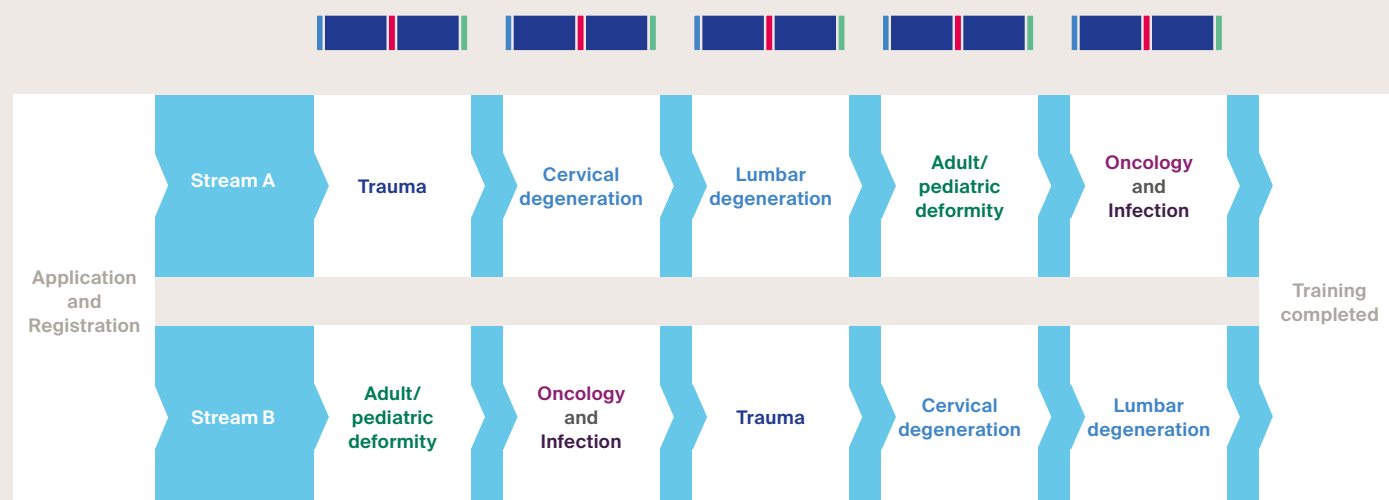 Application
and
Registration
Stream A
Trauma
Cervical
degeneration
Lumbar
degeneration
Adult/
pediatric
deformity
Oncology
and
Infection
Stream B
Adult/
pediatric
deformity
Oncology
and
Infection
Trauma
Cervical
degeneration
Lumbar
degeneration
Training
completed